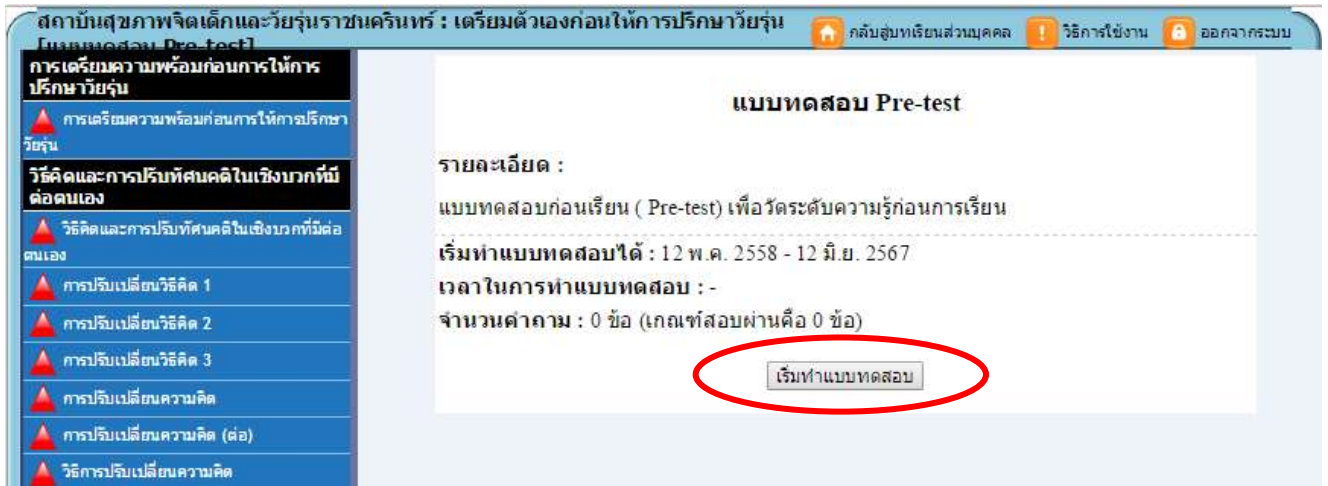 สถาบันสุขภาพจิตเด็กและวัยรุ่นราชนครินทร์ : เตรียมตัวเองก่อนให้การปรึกษาวัยรุ่น
[แบบทดสอบ Pre-test]
กลับสู่บทเรียนส่วนบุคคล
วิธีการใช้งาน
ออกจากระบบ
การเตรียมความพร้อมก่อนการให้การ
ปรึกษาวัยรุ่น
การเตรียมความพร้อมก่อนการให้การปรึกษา
วัยรุ่น
วิธีคิดและการปรับทัศนคติในเชิงบวกที่มี
ต่อตนเอง
วิธีคิดและการปรับทัศนคติในเชิงบวกที่มีต่อ
ตนเอง
การปรับเปลี่ยนวิธีคิด 1
การปรับเปลี่ยนวิธีคิด 2
การปรับเปลี่ยนวิธีคิด 3
การปรับเปลี่ยนความคิด
การปรับเปลี่ยนความคิด (ต่อ)
วิธีการปรับเปลี่ยนความคิด
แบบทดสอบ Pre-test
รายละเอียด :
แบบทดสอบก่อนเรียน ( Pre-test) เพื่อวัดระดับความรู้ก่อนการเรียน
เริ่มทำแบบทดสอบได้ : 12 พ.ค. 2558 - 12 มิ.ย. 2567
เวลาในการทำแบบทดสอบ : -
จำนวนคำถาม : 0 ข้อ (เกณฑ์สอบผ่านคือ 0 ข้อ)
เริ่มทำแบบทดสอบ